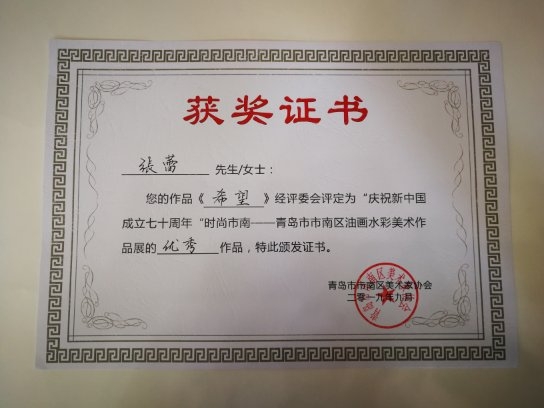 获奖证书
張蕾 先生/女士：
您的作品《希望》经评委会评定为“庆祝新中国
成立七十周年“时尚市南——青岛市市南区油画水彩美术作
品展的优秀作品，特此颁发证书。
青岛市市南区美术家协会
二零一九年九月